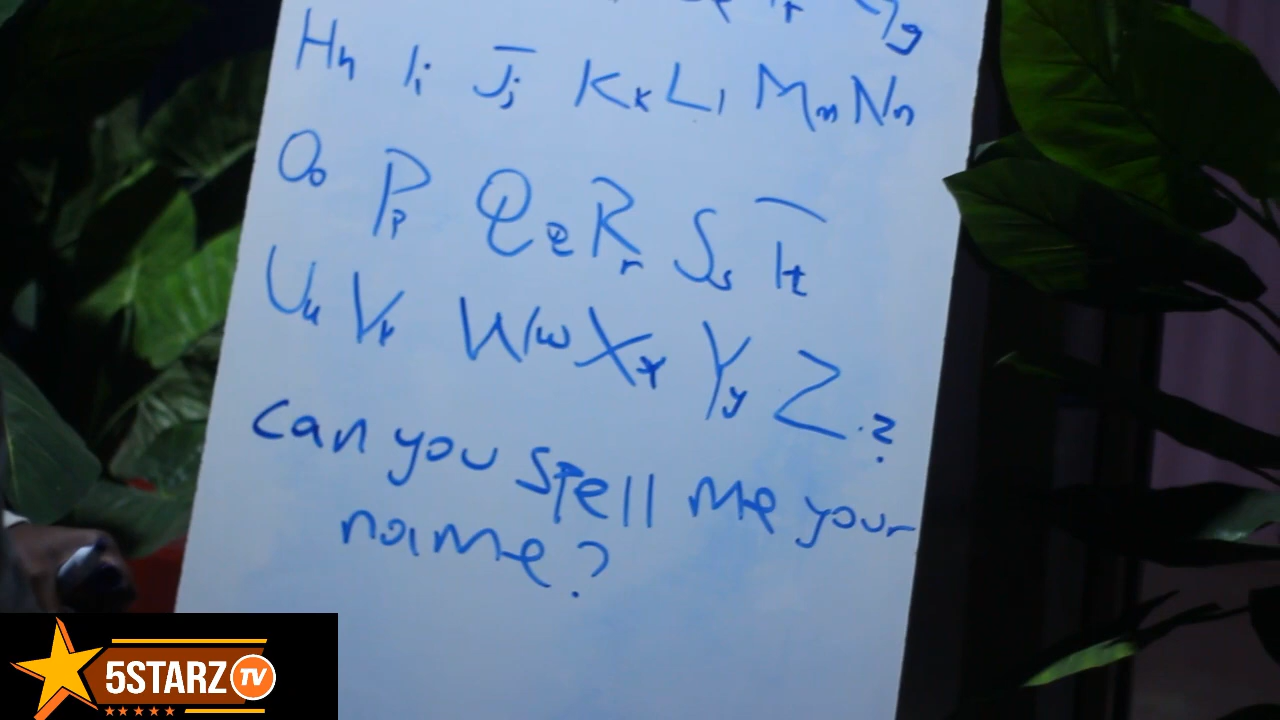 Hh Ii Jj Kk Ll Mm Nn
Oo Pp Qq Rr Ss Tt
Uu Vv Ww Xx Yy Zz
Can you spell me your
name?
5STARZ TV